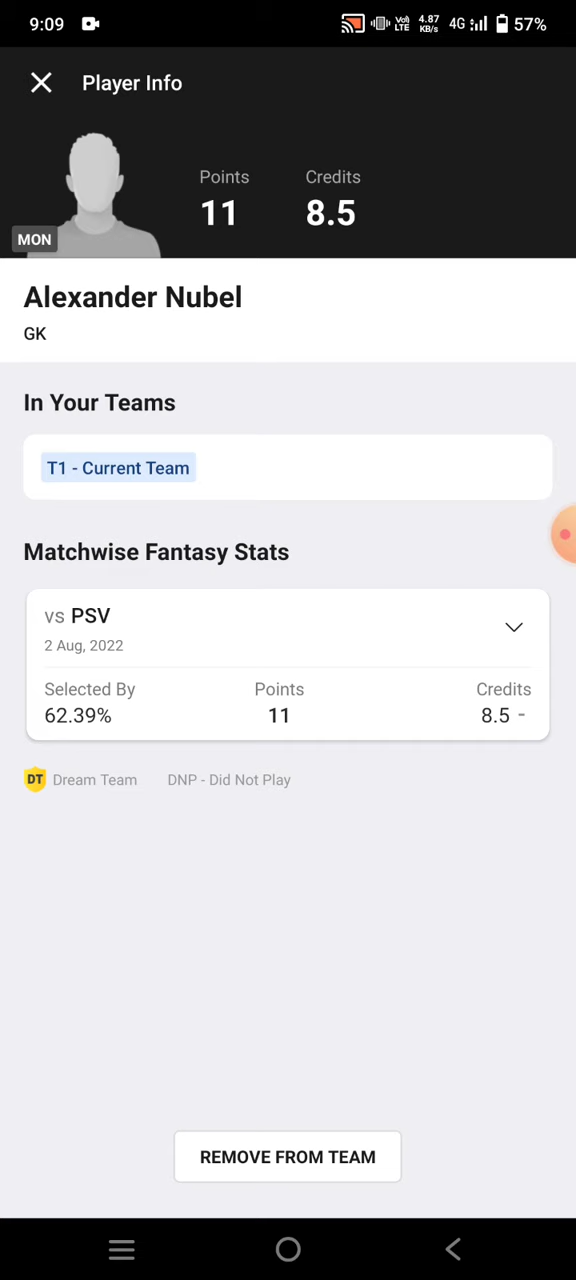 9:09 Vo) LTE 4.87 KB/s 4G 57%
Player Info
Points Credits
11 8.5
MON
Alexander Nubel
GK
In Your Teams
T1 - Current Team
Matchwise Fantasy Stats
vs PSV
2 Aug, 2022
Selected By Points Credits
62.39% 11 8.5 -
DT Dream Team DNP - Did Not Play
REMOVE FROM TEAM